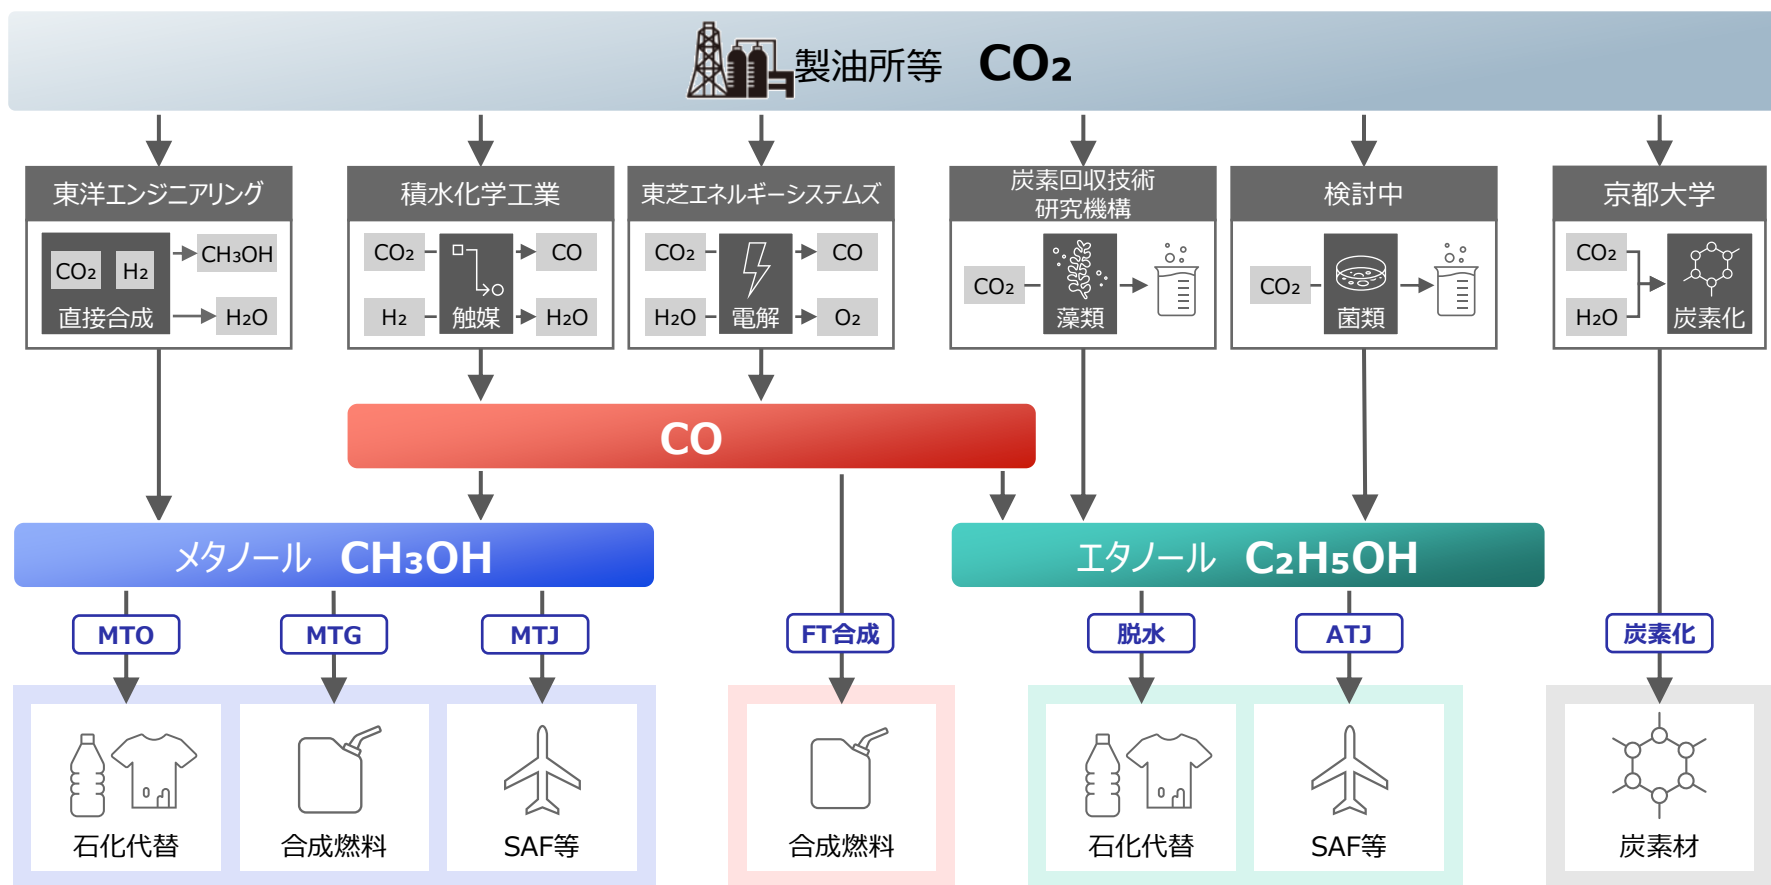 製油所等 CO₂
東洋エンジニアリング
CO₂ H₂
直接合成
CH₃OH
H₂O
積水化学工業
CO₂
H₂
触媒
CO
H₂O
東芝エネルギーシステムズ
CO₂
H₂O
電解
CO
O₂
炭素回収技術
研究機構
CO₂
藻類
検討中
CO₂
菌類
京都大学
CO₂
H₂O
炭素化
CO
メタノール CH₃OH
エタノール C₂H₅OH
MTO
MTG
MTJ
FT合成
脱水
ATJ
炭素化
石化代替
合成燃料
SAF等
合成燃料
石化代替
SAF等
炭素材